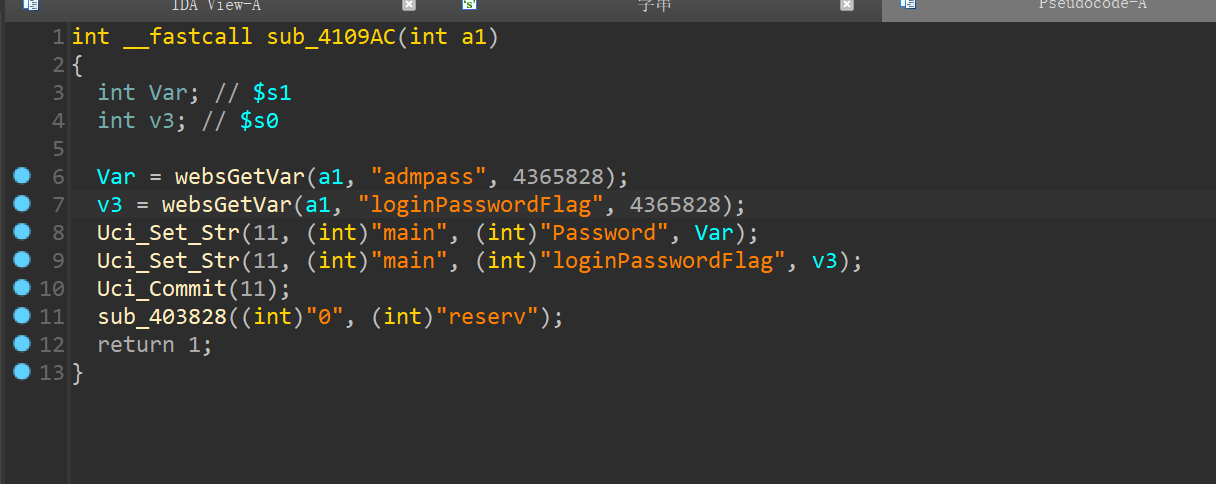 IDA View-A 字串 Pseudocode-A
1 int __fastcall sub_4109AC(int a1)
2 {
3   int Var; // $s1
4   int v3; // $s0
5
6   Var = websGetVar(a1, "admpass", 4365828);
7   v3 = websGetVar(a1, "loginPasswordFlag", 4365828);
8   Uci_Set_Str(11, (int)"main", (int)"Password", Var);
9   Uci_Set_Str(11, (int)"main", (int)"loginPasswordFlag", v3);
10   Uci_Commit(11);
11   sub_403828((int)"0", (int)"reserv");
12   return 1;
13 }